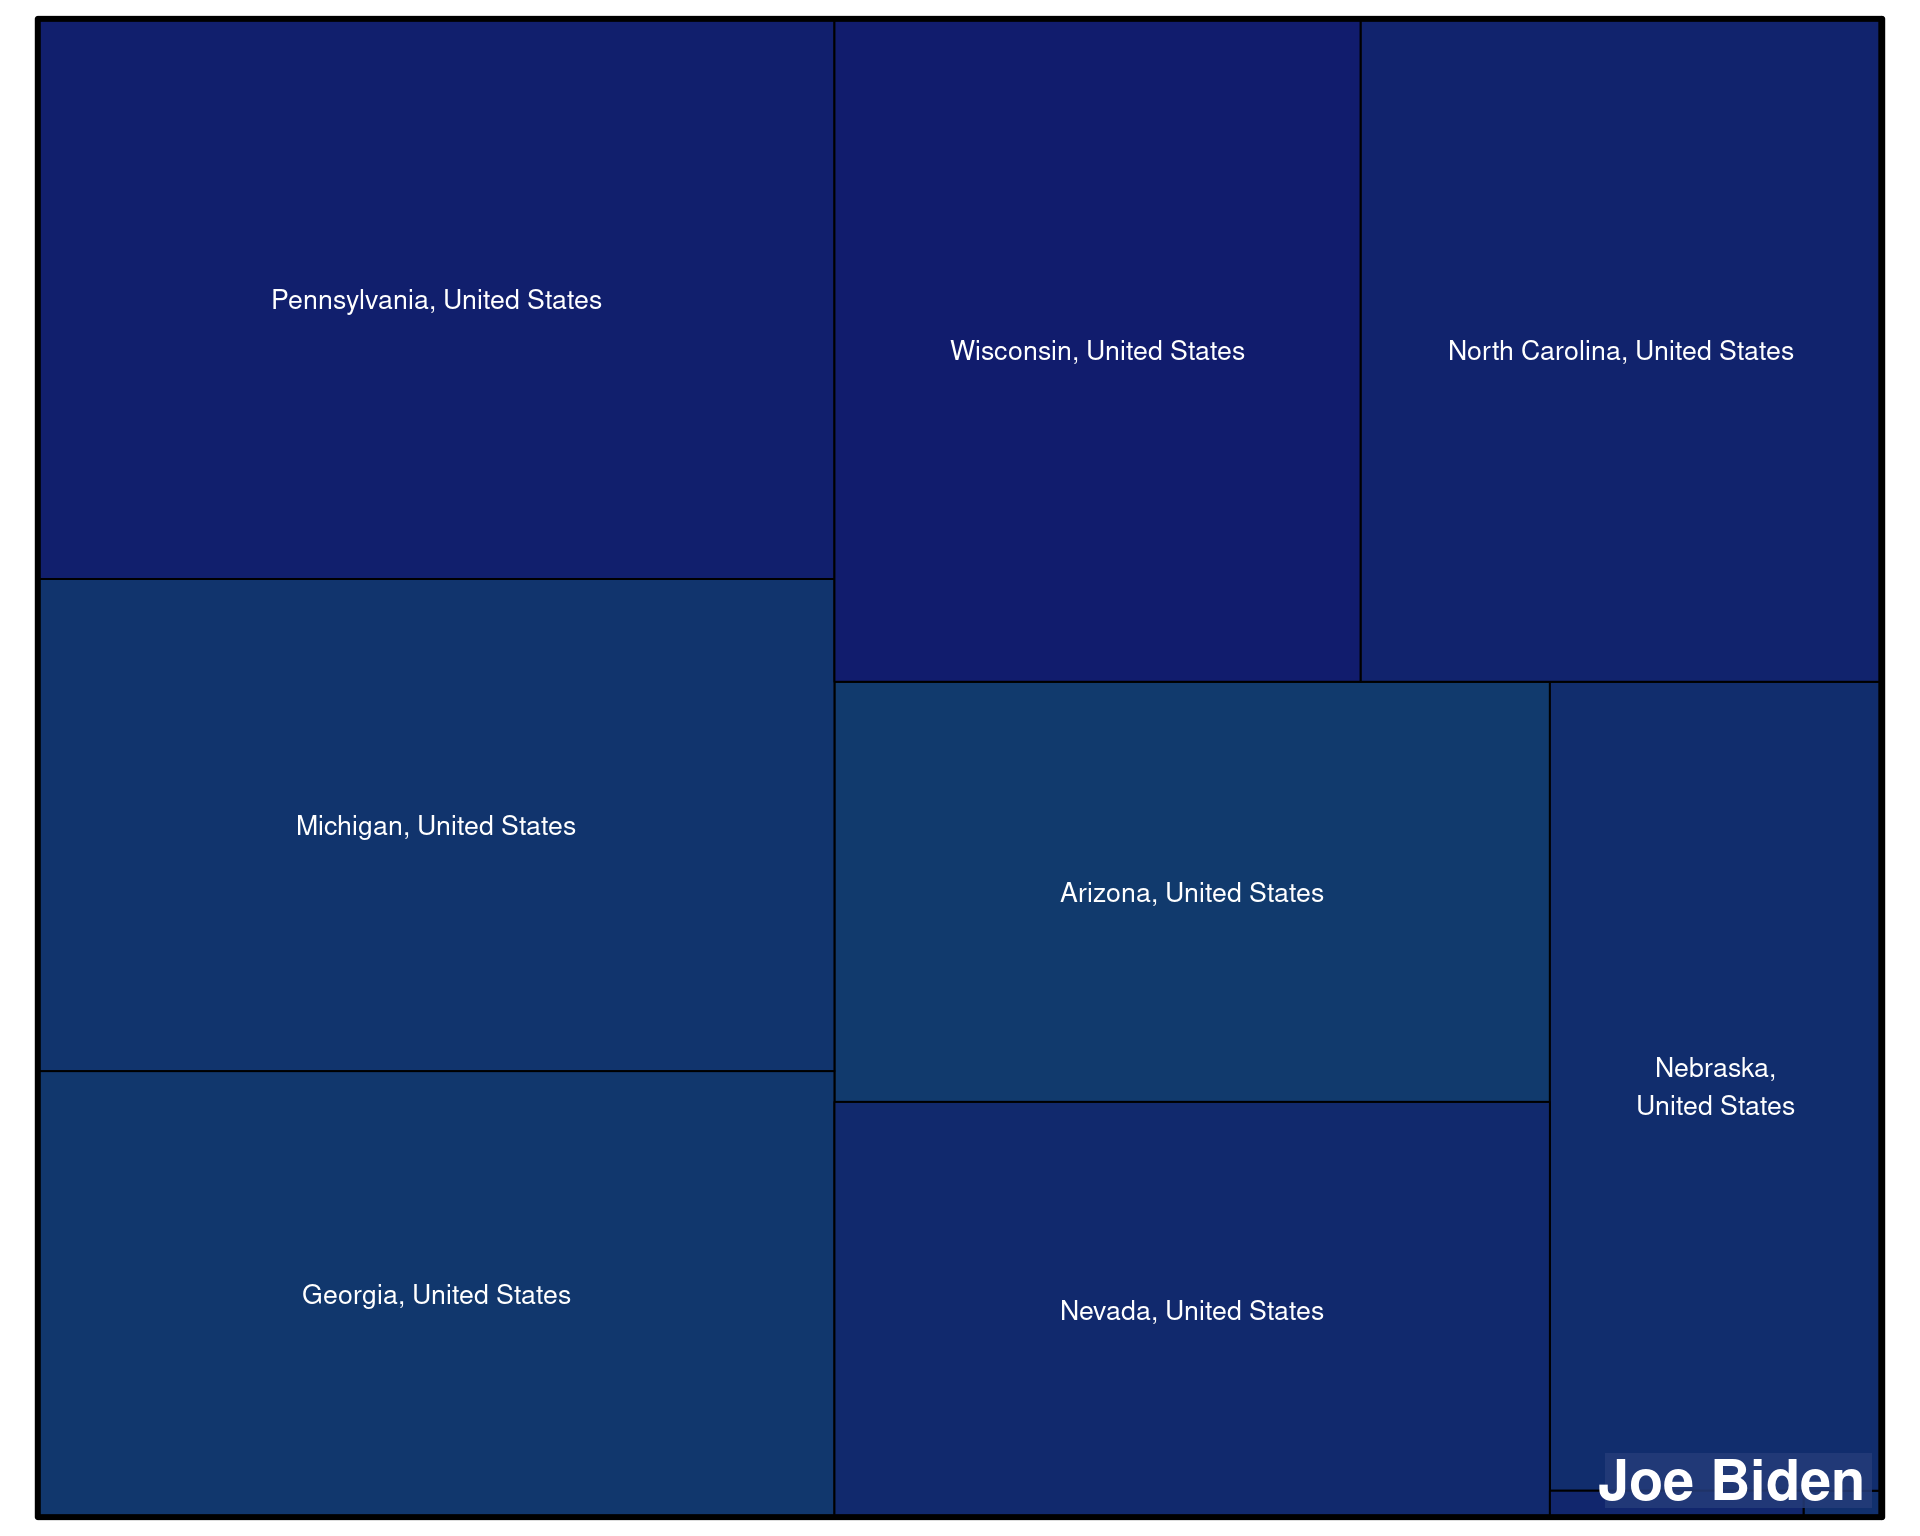 Pennsylvania, United States
Wisconsin, United States
North Carolina, United States
Michigan, United States
Arizona, United States
Nebraska,
United States
Georgia, United States
Nevada, United States
Joe Biden